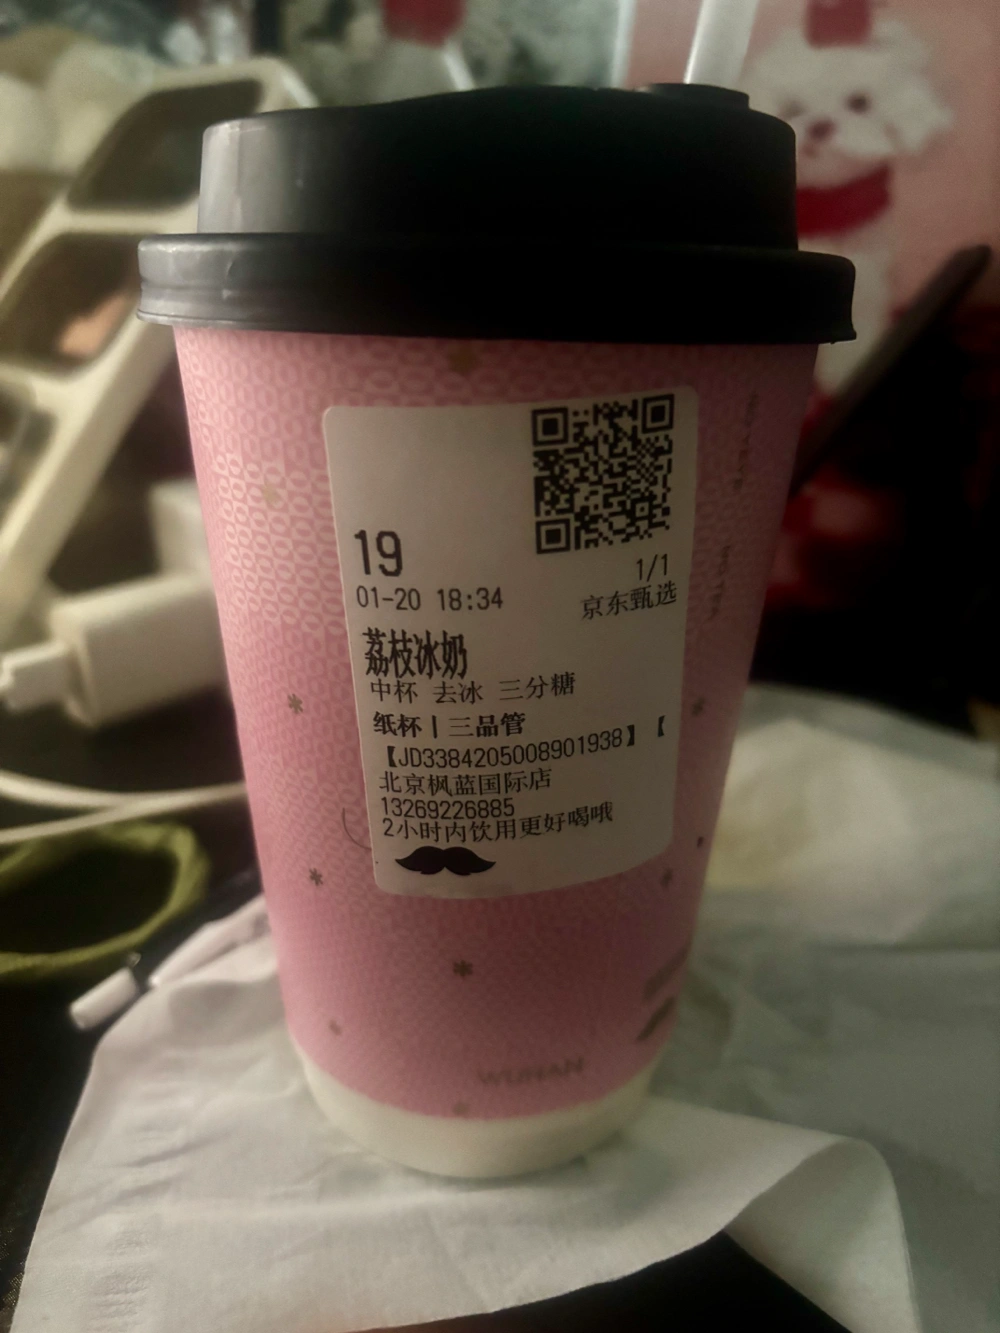 19
1/1
01-20 18:34
京东甄选
荔枝冰奶
中杯 去冰 三分糖
纸杯 | 三品管
【JD3384205008901938】【
北京枫蓝国际店
13269226885
2小时内饮用更好喝哦
WUHAN